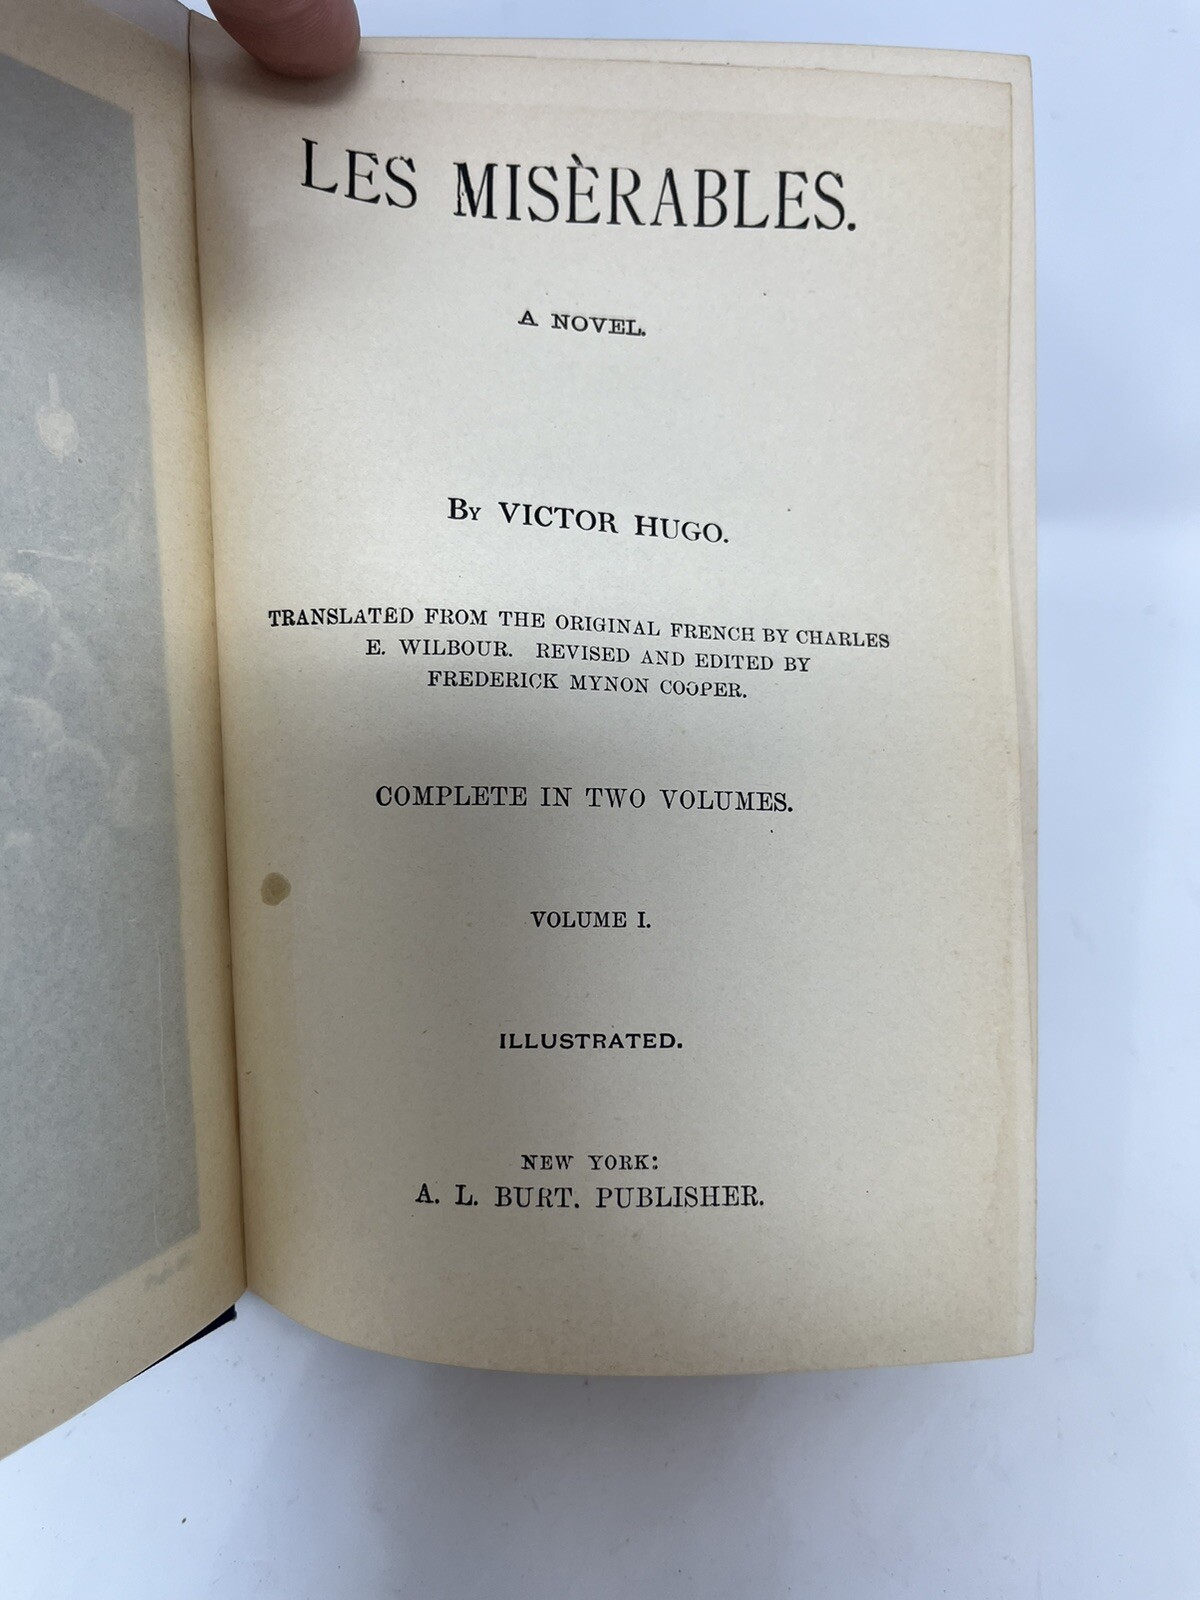 LES MISÈRABLES.
A NOVEL.
By VICTOR HUGO.
TRANSLATED FROM THE ORIGINAL FRENCH BY CHARLES
E. WILBOUR. REVISED AND EDITED BY
FREDERICK MYNON COOPER.
COMPLETE IN TWO VOLUMES.
VOLUME I.
ILLUSTRATED.
NEW YORK:
A. L. BURT. PUBLISHER.